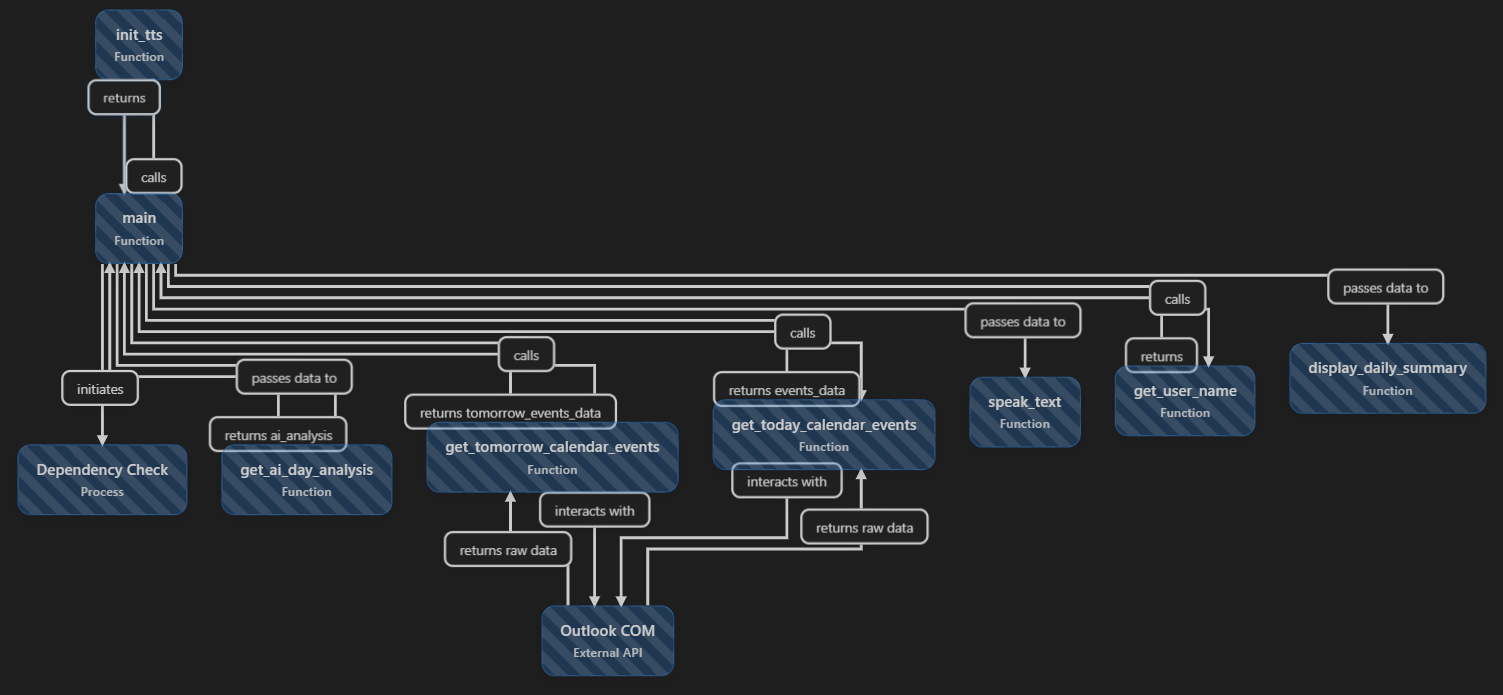 init_tts
Function
returns
calls
main
Function
passes data to
calls
passes data to
calls
calls
returns
initiates
passes data to
returns events_data
display_daily_summary
Function
get_user_name
Function
speak_text
Function
returns tomorrow_events_data
get_today_calendar_events
Function
returns ai_analysis
get_tomorrow_calendar_events
Function
Dependency Check
Process
get_ai_day_analysis
Function
interacts with
interacts with
returns raw data
returns raw data
Outlook COM
External API